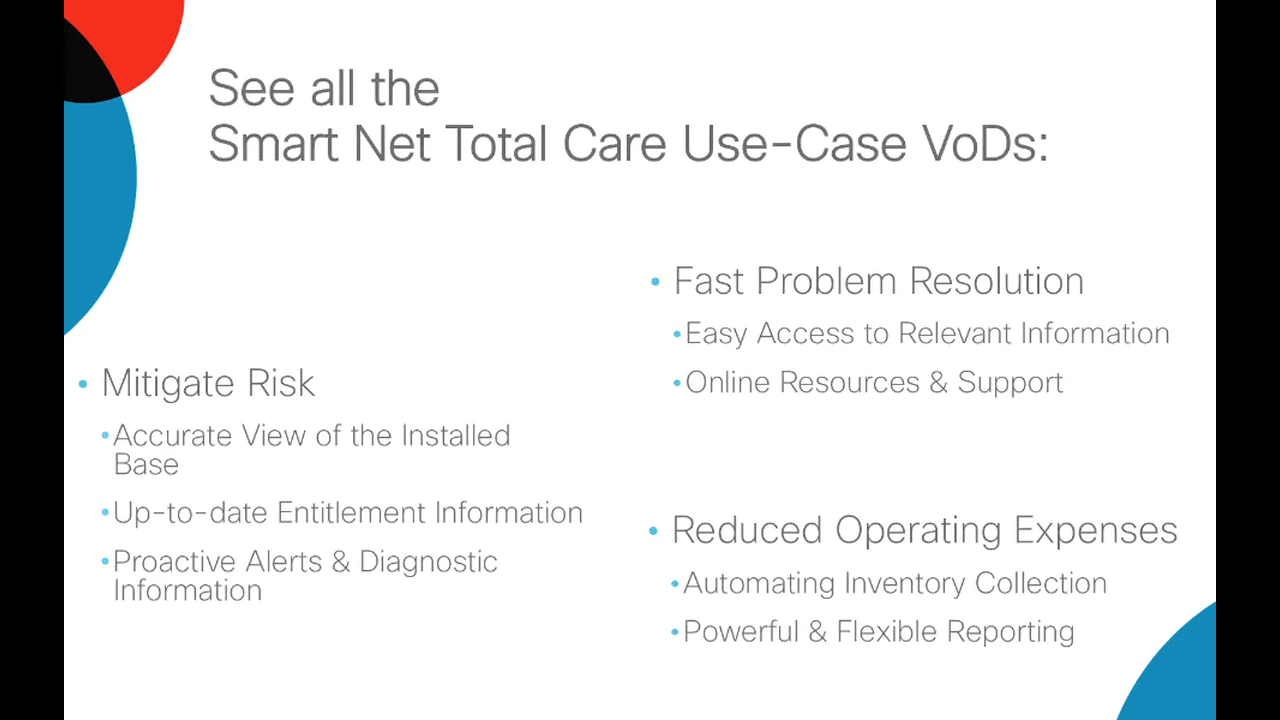 See all the
Smart Net Total Care Use-Case VoDs:
• Mitigate Risk
•Accurate View of the Installed
Base
•Up-to-date Entitlement Information
•Proactive Alerts & Diagnostic
Information
• Fast Problem Resolution
•Easy Access to Relevant Information
•Online Resources & Support
• Reduced Operating Expenses
•Automating Inventory Collection
•Powerful & Flexible Reporting